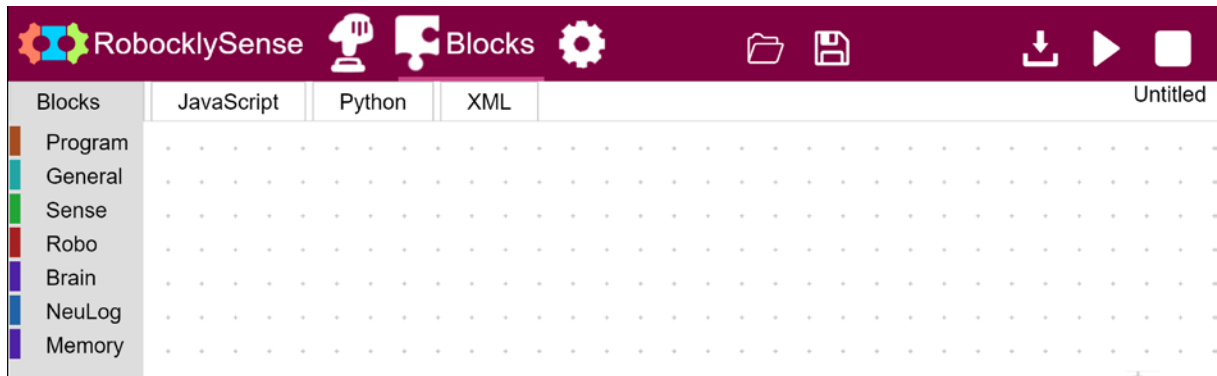 RobocklySense Blocks
Blocks JavaScript Python XML Untitled
Program
General
Sense
Robo
Brain
NeuLog
Memory